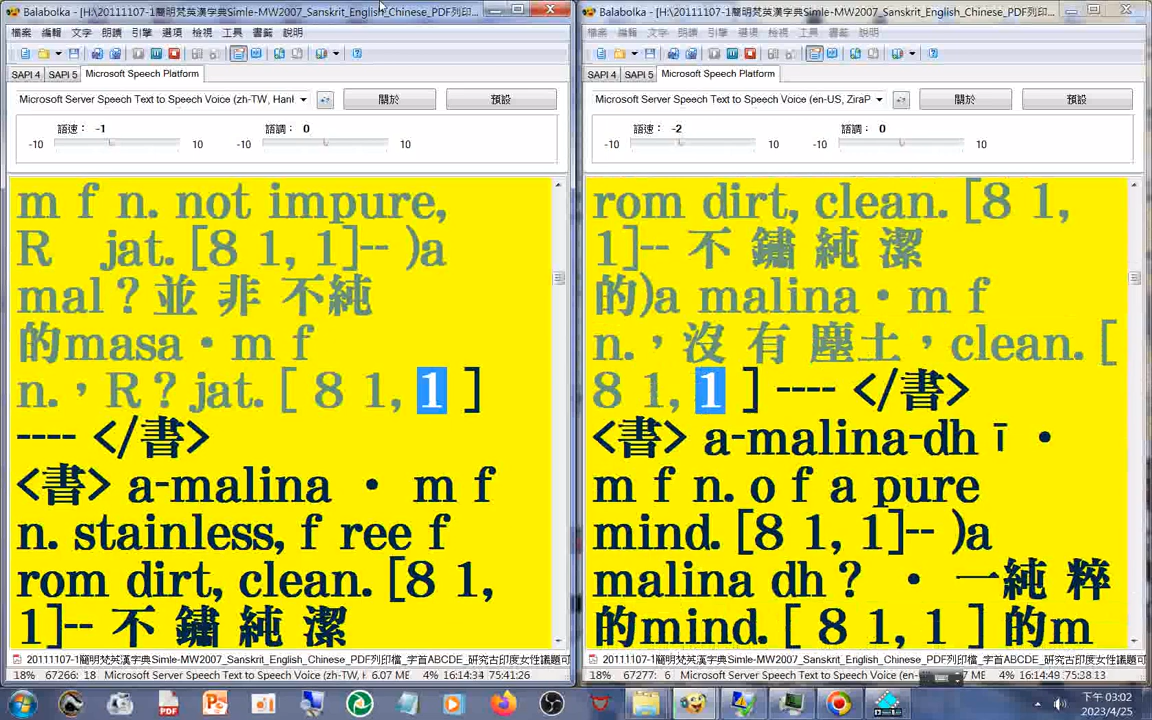 Balabolka - [H:\20111107-1簡明梵英漢字典Simle-MW2007_Sanskrit_English_Chinese_PDF列印...
檔案 編輯 文字 朗讀 引擎 選項 檢視 工具 書籤 說明
SAPI 4 SAPI 5 Microsoft Speech Platform
Microsoft Server Speech Text to Speech Voice (zh-TW, Hanl
關於 預設
語速： -1 語調： 0
-10 10 -10 10
m f n. not impure,
R jat. [8 1, 1]-- )a
mal？並 非 不純
的masa・m f
n.，R？jat. [ 8 1, 1 ]
---- </書>
<書> a-malina ・ m f
n. stainless, f ree f
rom dirt, clean. [8 1,
1]-- 不 鏽 純 潔
20111107-1簡明梵英漢字典Simle-MW2007_Sanskrit_English_Chinese_PDF列印檔_字首ABCDE_研究古印度女性議題可
18% 67266: 18 Microsoft Server Speech Text to Speech Voice (zh-TW, H 6.07 MB 4% 16:14:34 75:41:26
Balabolka - [H:\20111107-1簡明梵英漢字典Simle-MW2007_Sanskrit_English_Chinese_PDF列印...
檔案 編輯 文字 朗讀 引擎 選項 檢視 工具 書籤 說明
SAPI 4 SAPI 5 Microsoft Speech Platform
Microsoft Server Speech Text to Speech Voice (en-US, ZiraP
關於 預設
語速： -2 語調： 0
-10 10 -10 10
rom dirt, clean. [8 1,
1]-- 不 鏽 純 潔
的)a malina・m f
n.，沒 有 塵土，clean. [
8 1, 1 ] ---- </書>
<書> a-malina-dh ī ・
m f n. o f a pure
mind. [8 1, 1]-- )a
malina dh？ ・ 一純 粹
的mind. [ 8 1, 1 ] 的m
20111107-1簡明梵英漢字典Simle-MW2007_Sanskrit_English_Chinese_PDF列印檔_字首ABCDE_研究古印度女性議題可
18% 67277: 6 Microsoft Server Speech Text to Speech Voice (en-US, 4% 16:14:49 75:38:13
下午 03:02
2023/4/25